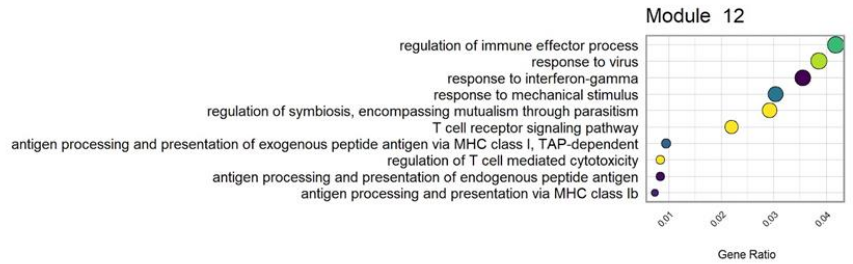 Module 12
regulation of immune effector process
response to virus
response to interferon-gamma
response to mechanical stimulus
regulation of symbiosis, encompassing mutualism through parasitism
T cell receptor signaling pathway
antigen processing and presentation of exogenous peptide antigen via MHC class I, TAP-dependent
regulation of T cell mediated cytotoxicity
antigen processing and presentation of endogenous peptide antigen
antigen processing and presentation via MHC class Ib
0.01 0.02 0.03 0.04
Gene Ratio